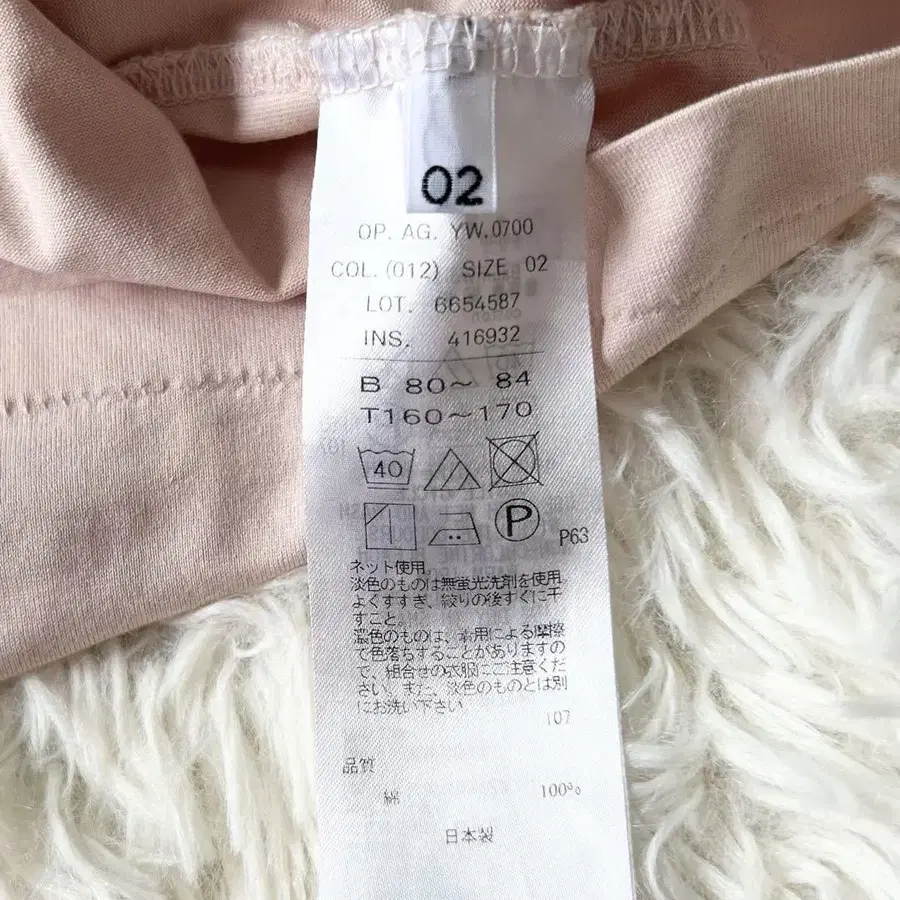 02
OP. AG. YW.0700
COL.(012) SIZE 02
LOT. 6654587
INS. 416932
B 80～ 84
T160～170
40
P
P63
ネット使用。
淡色のものは無蛍光洗剤を使用
よくすすぎ、絞りの後すぐに干
すこと。
濃色のものは、着用による摩擦
で色落ちすることがありますの
で、組合せの衣服にご注意くだ
さい。また、淡色のものとは別
にお洗い下さい
107
品質
綿 100%
日本製